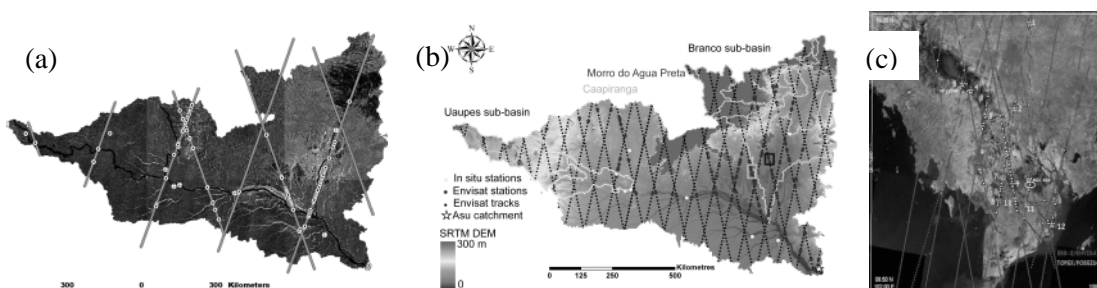 (a)
300 0 300 Kilometers
(b)
N
W E
S
Branco sub-basin
Morro do Agua Preta
Caapiranga
Uaupes sub-basin
In situ stations
Envisat stations
Envisat tracks
Asu catchment
SRTM DEM
300 m
0
Kilometres
0 125 250 500
(c)
12